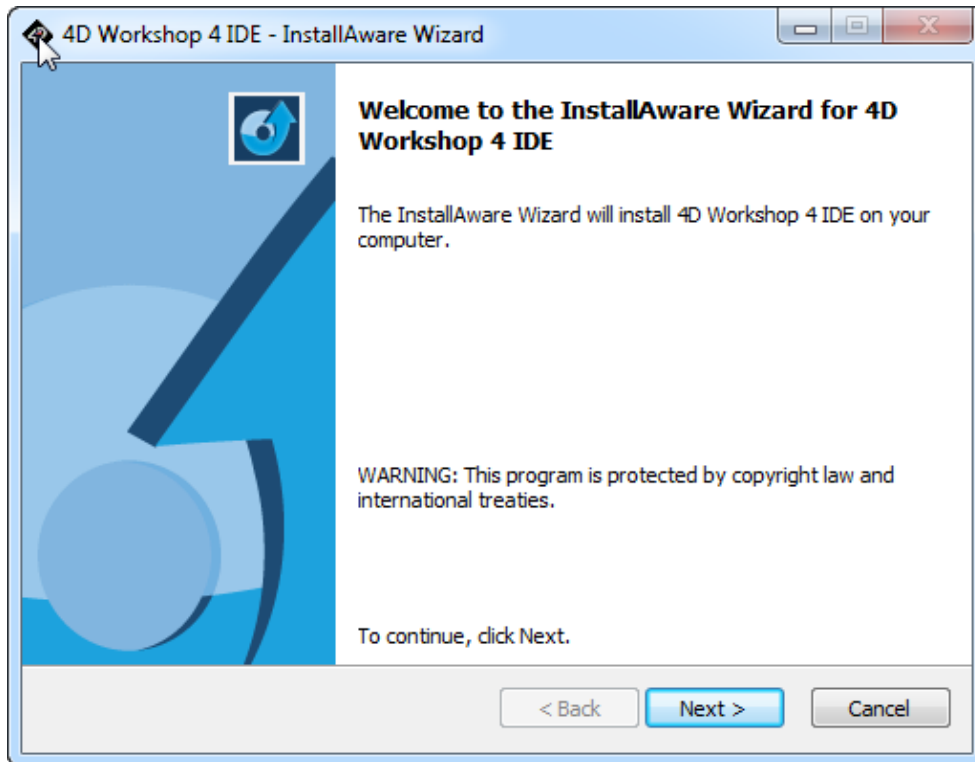 4D Workshop 4 IDE - InstallAware Wizard
Welcome to the InstallAware Wizard for 4D
Workshop 4 IDE
The InstallAware Wizard will install 4D Workshop 4 IDE on your
computer.
WARNING: This program is protected by copyright law and
international treaties.
To continue, click Next.
< Back
Next >
Cancel